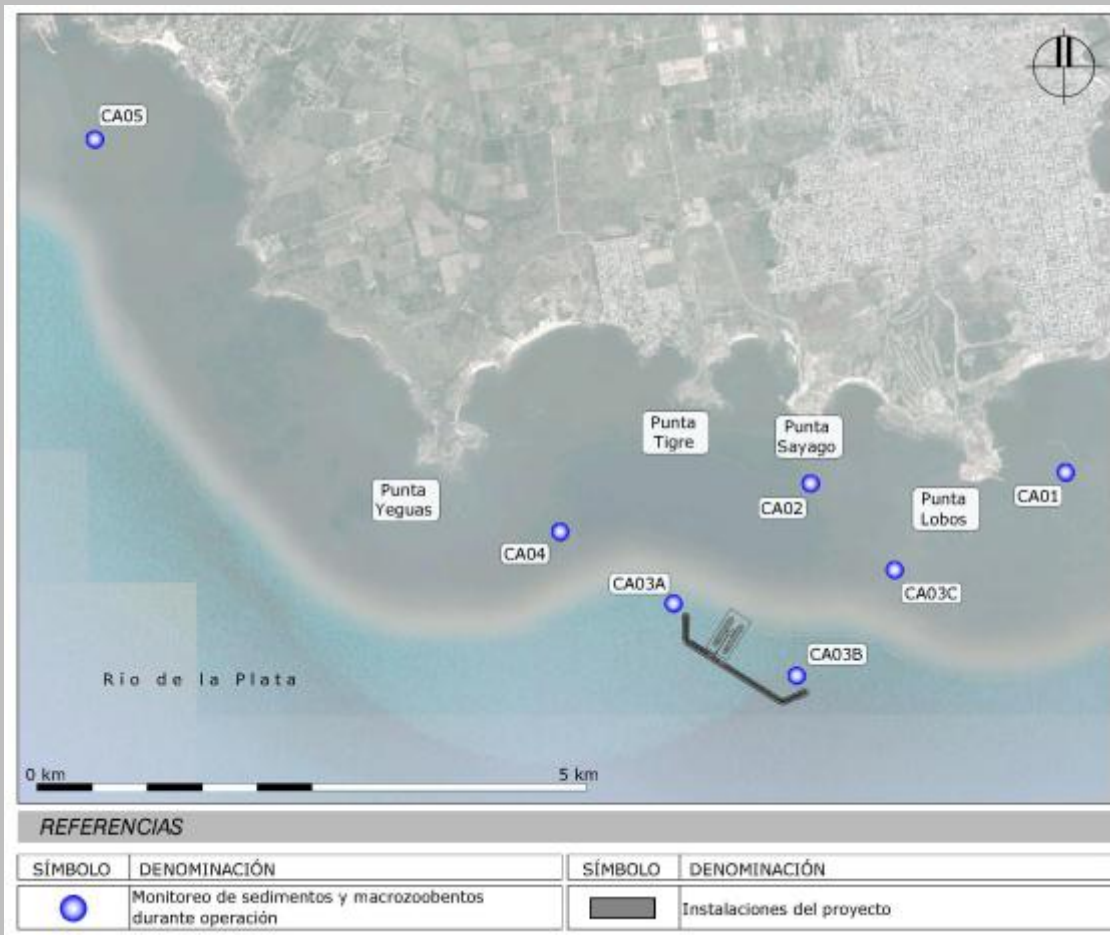 CA05
Punta
Tigre
Punta
Sayago
Punta
Yeguas
CA02
Punta
Lobos
CA01
CA04
CA03A
CA03C
CA03B
Río de la Plata
0 km
5 km
REFERENCIAS
SÍMBOLO DENOMINACIÓN SÍMBOLO DENOMINACIÓN
Monitoreo de sedimentos y macrozoobentos
durante operación
Instalaciones del proyecto